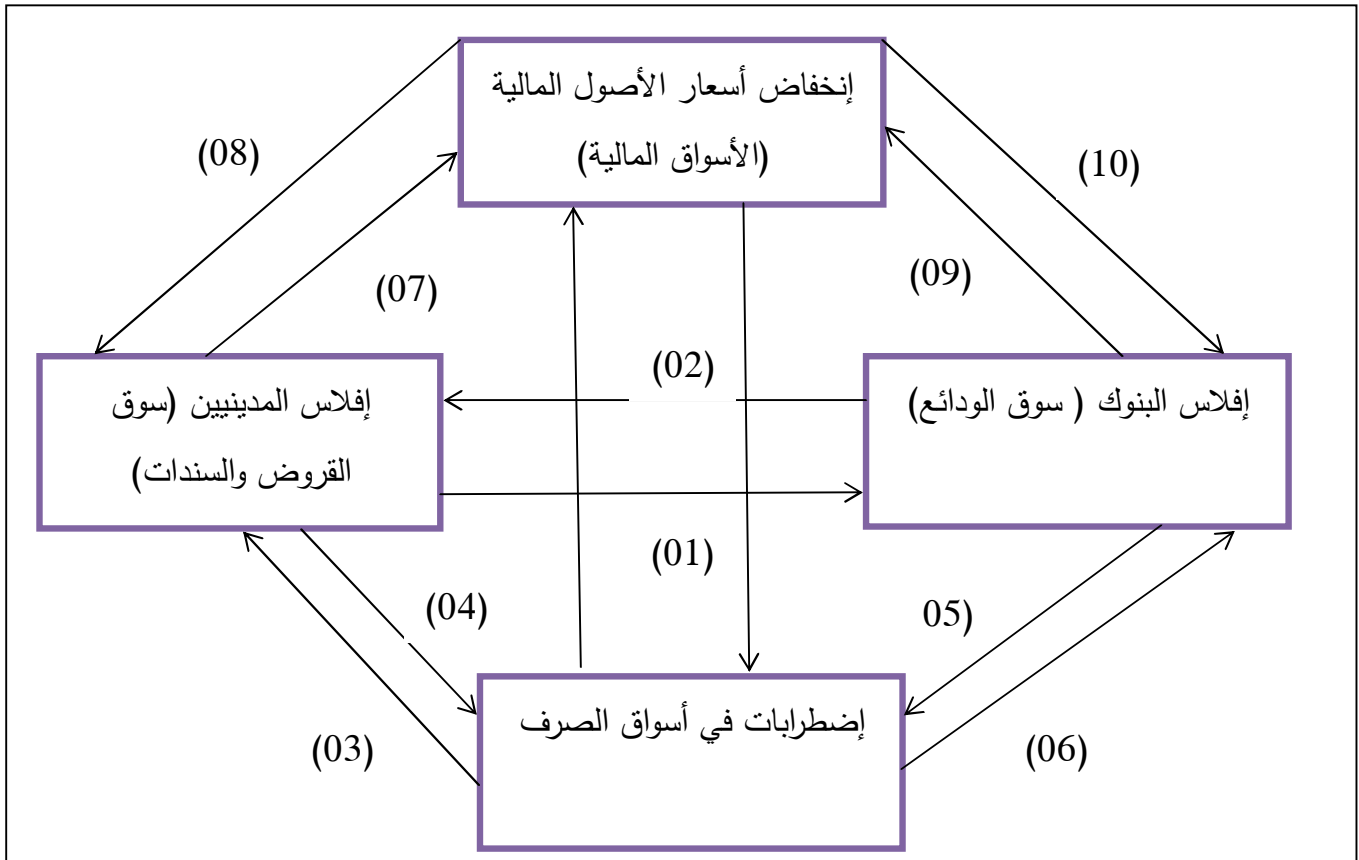 إنخفاض أسعار الأصول المالية
(الأسواق المالية)
(08)
(10)
(07)
(09)
(02)
إفلاس المدينيين (سوق
القروض والسندات)
إفلاس البنوك ( سوق الودائع)
(01)
(04)
05)
إضطرابات في أسواق الصرف
(03)
(06)